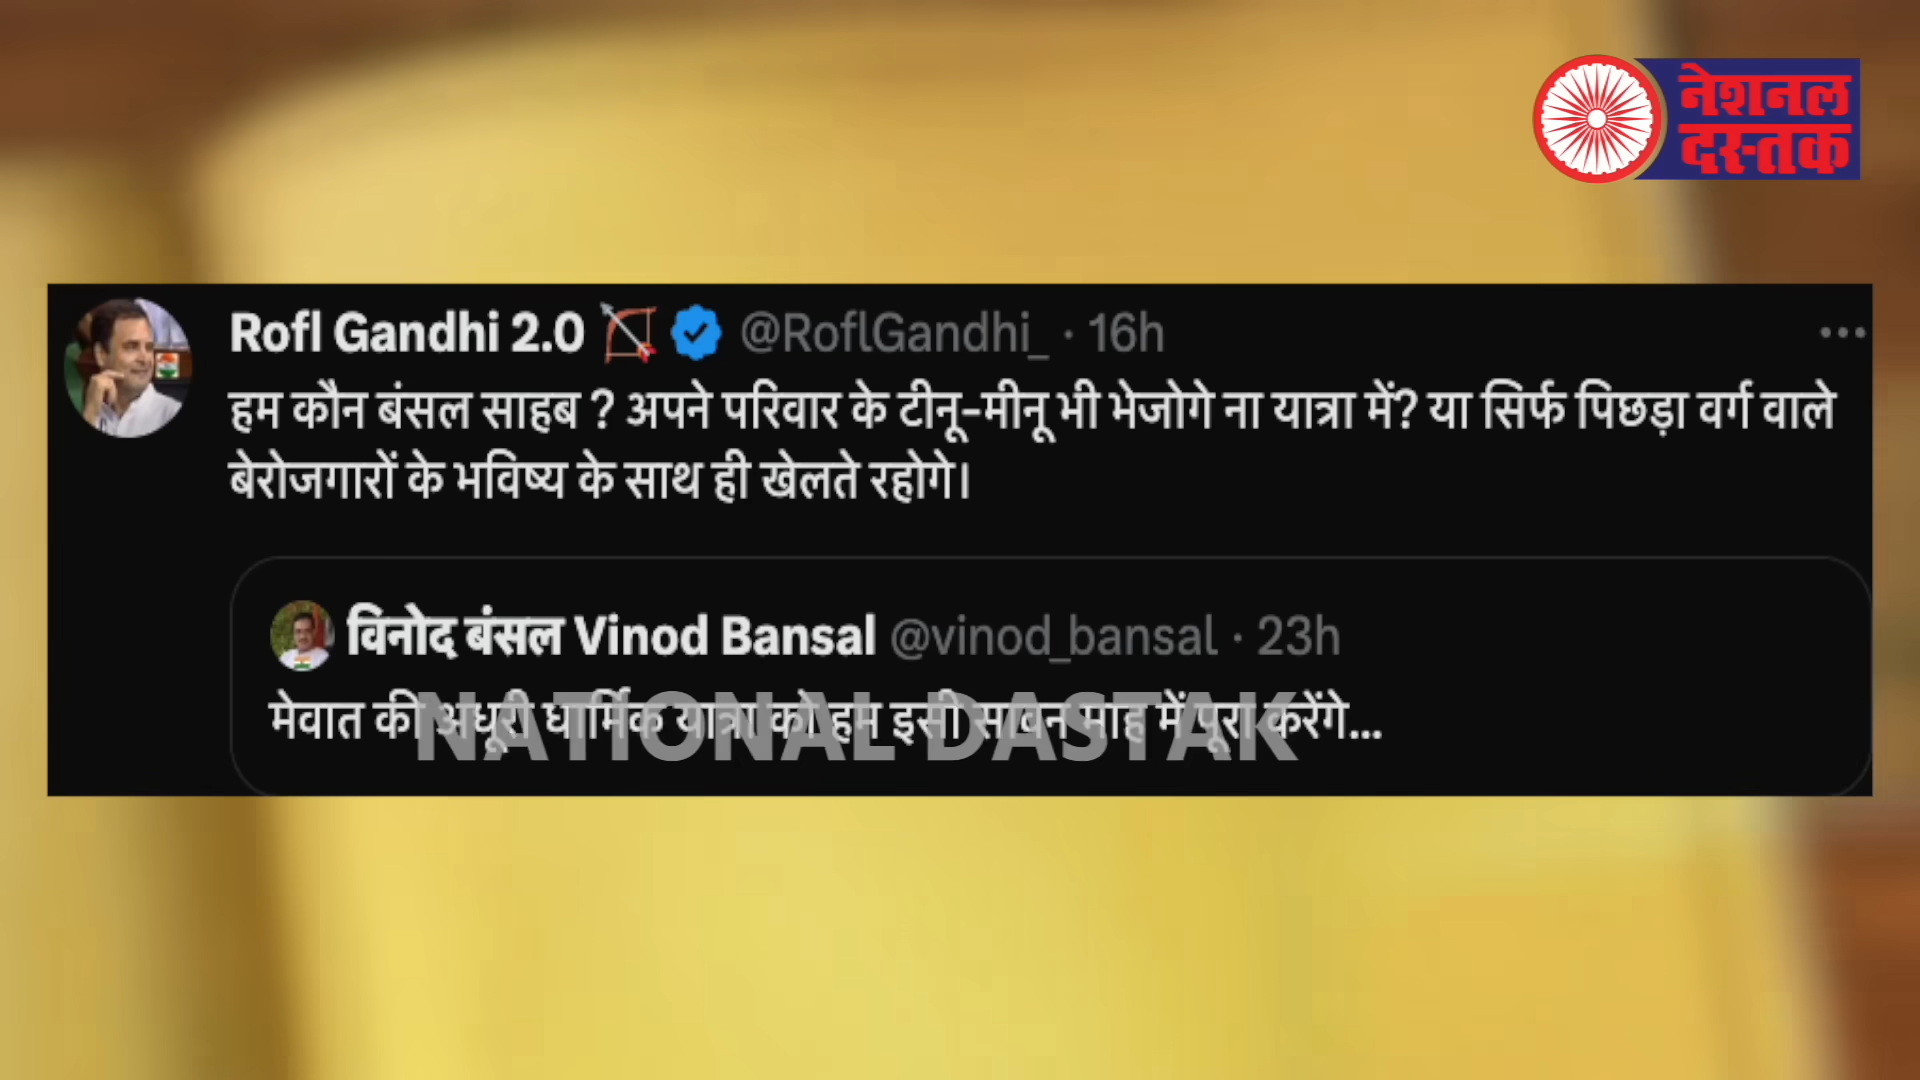 नेशनल
दस्तक
Rofl Gandhi 2.0 🏹 @RoflGandhi_ · 16h
हम कौन बंसल साहब ? अपने परिवार के टीनू-मीनू भी भेजोगे ना यात्रा में? या सिर्फ पिछड़ा वर्ग वाले
बेरोजगारों के भविष्य के साथ ही खेलते रहोगे।
विनोद बंसल Vinod Bansal @vinod_bansal · 23h
मेवात की अधूरी धार्मिक यात्रा को हम इसी सावन माह में पूरा करेंगे...
NATIONAL DASTAK